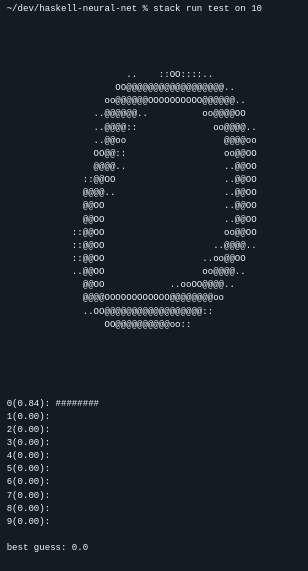 ~/dev/haskell-neural-net % stack run test on 10
..    ::OO::::..
OO@@@@@@@@@@@@@@@@@@..
oo@@@@@@OOOOOOOOOO@@@@@@..
..@@@@@@..          oo@@@@OO
..@@@@::              oo@@@@..
..@@oo                  @@@@oo
OO@@::                  oo@@OO
@@@@..                  ..@@OO
::@@OO                    ..@@OO
@@@@..                    ..@@OO
@@OO                      ..@@OO
@@OO                      ..@@OO
::@@OO                    oo@@OO
::@@OO                  ..@@@@..
::@@OO                ..oo@@OO
..@@OO                oo@@@@..
@@OO            ..ooOO@@@@..
@@@@OOOOOOOOOOOO@@@@@@@@oo
..OO@@@@@@@@@@@@@@@@@@::
OO@@@@@@@@@@oo::
0(0.84): ########
1(0.00):
2(0.00):
3(0.00):
4(0.00):
5(0.00):
6(0.00):
7(0.00):
8(0.00):
9(0.00):
best guess: 0.0